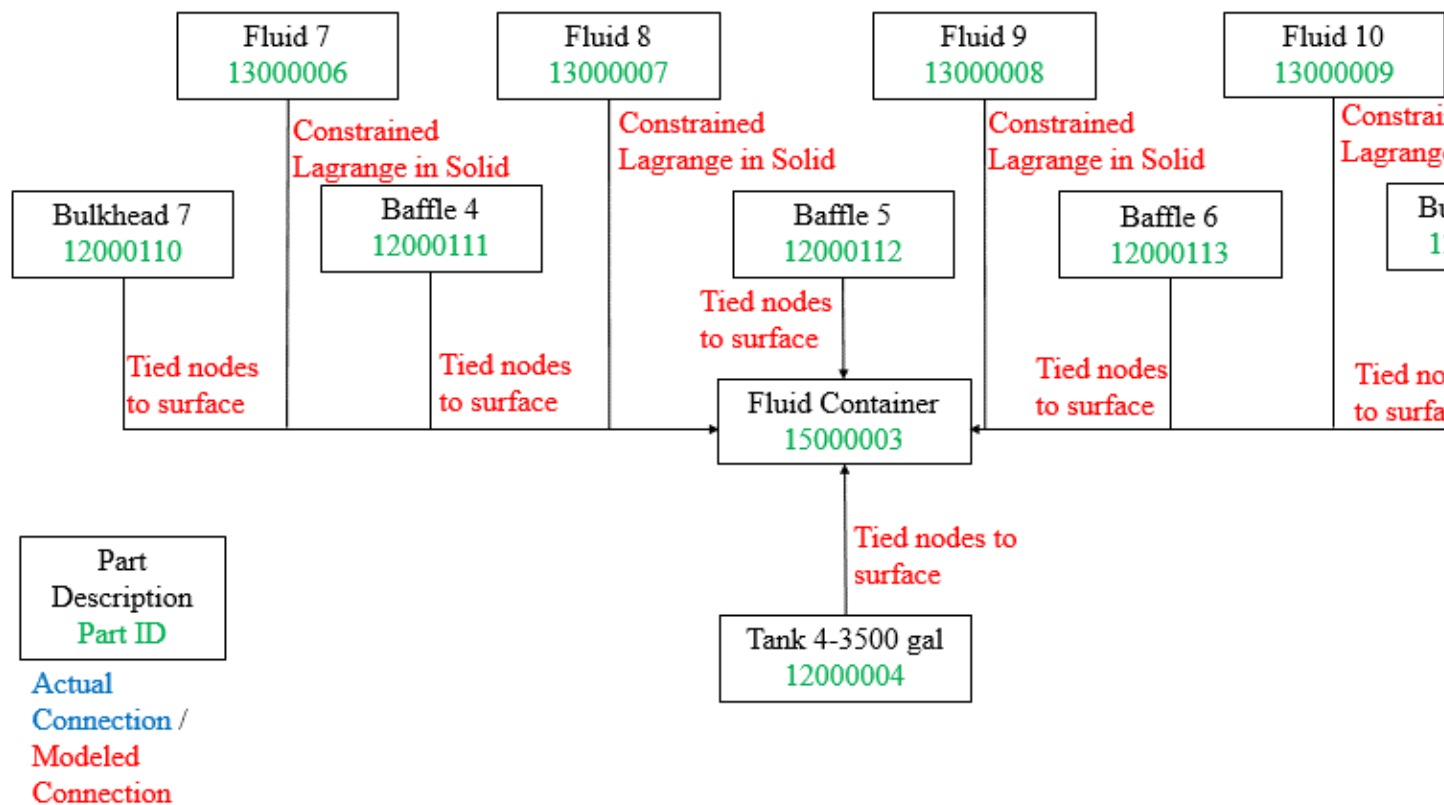 Fluid 7
13000006
Fluid 8
13000007
Fluid 9
13000008
Fluid 10
13000009
Constrained
Lagrange in Solid
Constrained
Lagrange in Solid
Constrained
Lagrange in Solid
Bulkhead 7
12000110
Baffle 4
12000111
Baffle 5
12000112
Baffle 6
12000113
Tied nodes
to surface
Tied nodes
to surface
Tied nodes
to surface
Tied nodes
to surface
Tied
to
Fluid Container
15000003
Tied nodes to
surface
Tank 4-3500 gal
12000004
Part
Description
Part ID
Actual
Connection /
Modeled
Connection